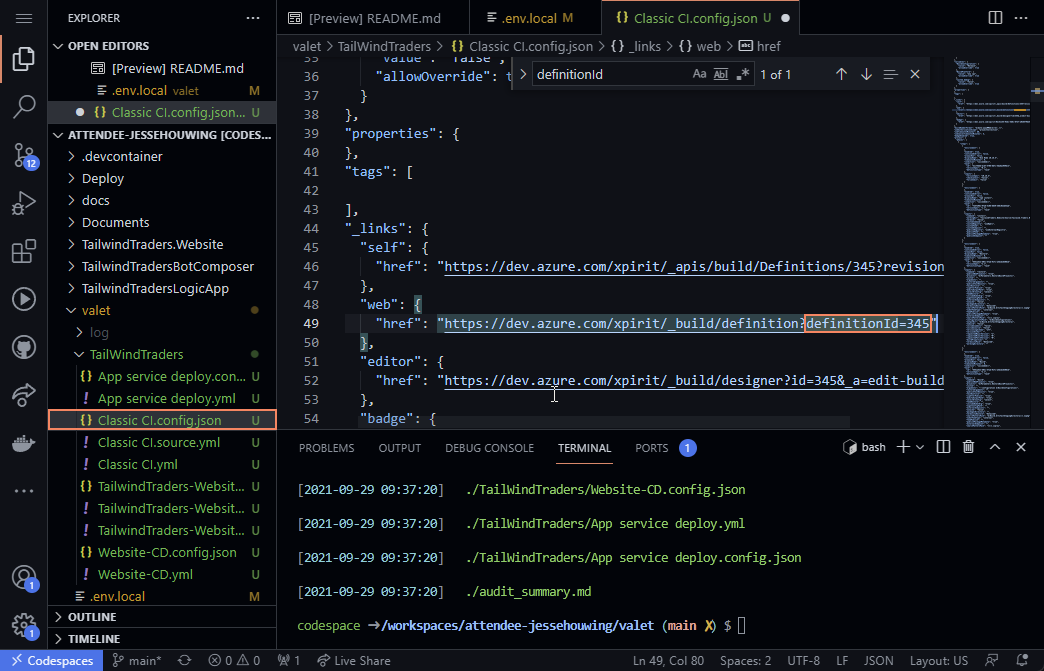 EXPLORER
OPEN EDITORS
[Preview] README.md
.env.local valet M
Classic CI.config.json... U
ATTENDEE-JESSEHOUWING [CODES...
.devcontainer
Deploy
docs
Documents
TailwindTraders.Website
TailwindTradersBotComposer
TailwindTradersLogicApp
valet
log
TailWindTraders
App service deploy.con... U
App service deploy.yml U
Classic CI.config.json U
Classic CI.source.yml U
Classic CI.yml U
TailwindTraders-Websit... U
TailwindTraders-Websit... U
TailwindTraders-Websit... U
Website-CD.config.json U
Website-CD.yml U
.env.local M
OUTLINE
TIMELINE
12
1
1
[Preview] README.md
.env.local M
Classic CI.config.json U
valet > TailWindTraders > {} Classic CI.config.json > {} _links > {} web > abc href
definitionId
Aa Abl .* 1 of 1
35 "value": "false",
36 "allowOverride": t
37 }
38 },
39 "properties": {
40 },
41 "tags": [
42
43 ],
44 "_links": {
45 "self": {
46 "href": "https://dev.azure.com/xpirit/_apis/build/Definitions/345?revision
47 },
48 "web": {
49 "href": "https://dev.azure.com/xpirit/_build/definition?definitionId=345"
50 },
51 "editor": {
52 "href": "https://dev.azure.com/xpirit/_build/designer?id=345&_a=edit-build
53 },
54 "badge": {
PROBLEMS OUTPUT DEBUG CONSOLE TERMINAL PORTS 1
bash
[2021-09-29 09:37:20] ./TailWindTraders/Website-CD.config.json
[2021-09-29 09:37:20] ./TailWindTraders/App service deploy.yml
[2021-09-29 09:37:20] ./TailWindTraders/App service deploy.config.json
[2021-09-29 09:37:20] ./audit_summary.md
codespace ➜/workspaces/attendee-jessehouwing/valet (main ✗) $
Codespaces main* 0 0 1 Live Share Ln 49, Col 80 Spaces: 2 UTF-8 LF JSON Layout: US